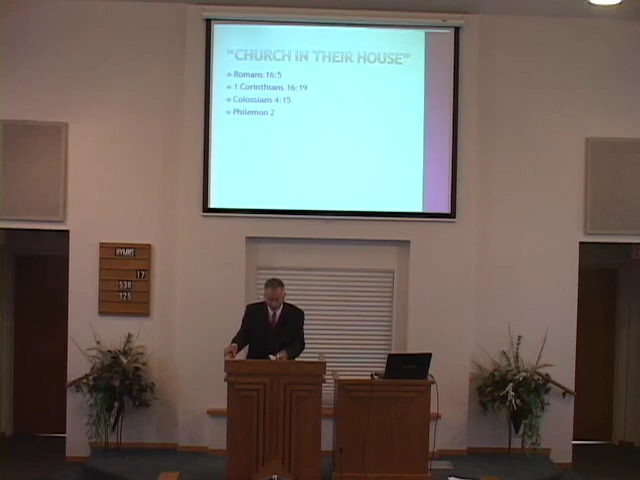 “CHURCH IN THEIR HOUSE”
Romans 16:5
1 Corinthians 16:19
Colossians 4:15
Philemon 2
HYMNS
17
538
325